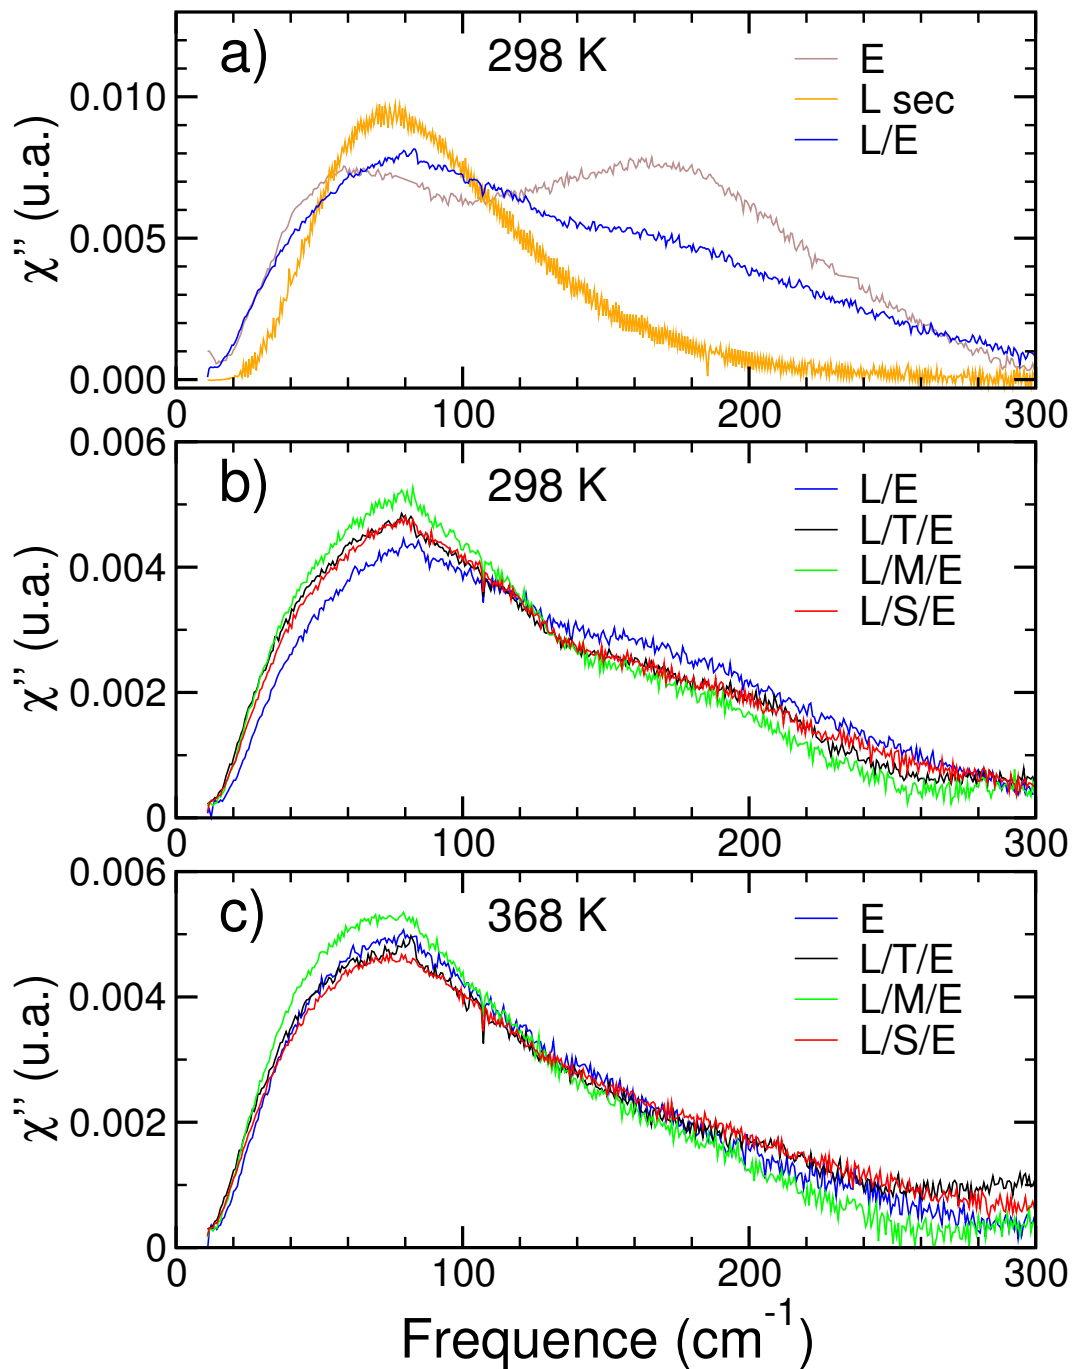 a)
298 K
E
L sec
L/E
0.010
0.005
0.000
χ’’ (u.a.)
0
100
200
300
b)
298 K
L/E
L/T/E
L/M/E
L/S/E
0.006
0.004
0.002
0
χ’’ (u.a.)
0
100
200
300
c)
368 K
E
L/T/E
L/M/E
L/S/E
0.006
0.004
0.002
0
χ’’ (u.a.)
0
100
200
300
Frequence (cm⁻¹)